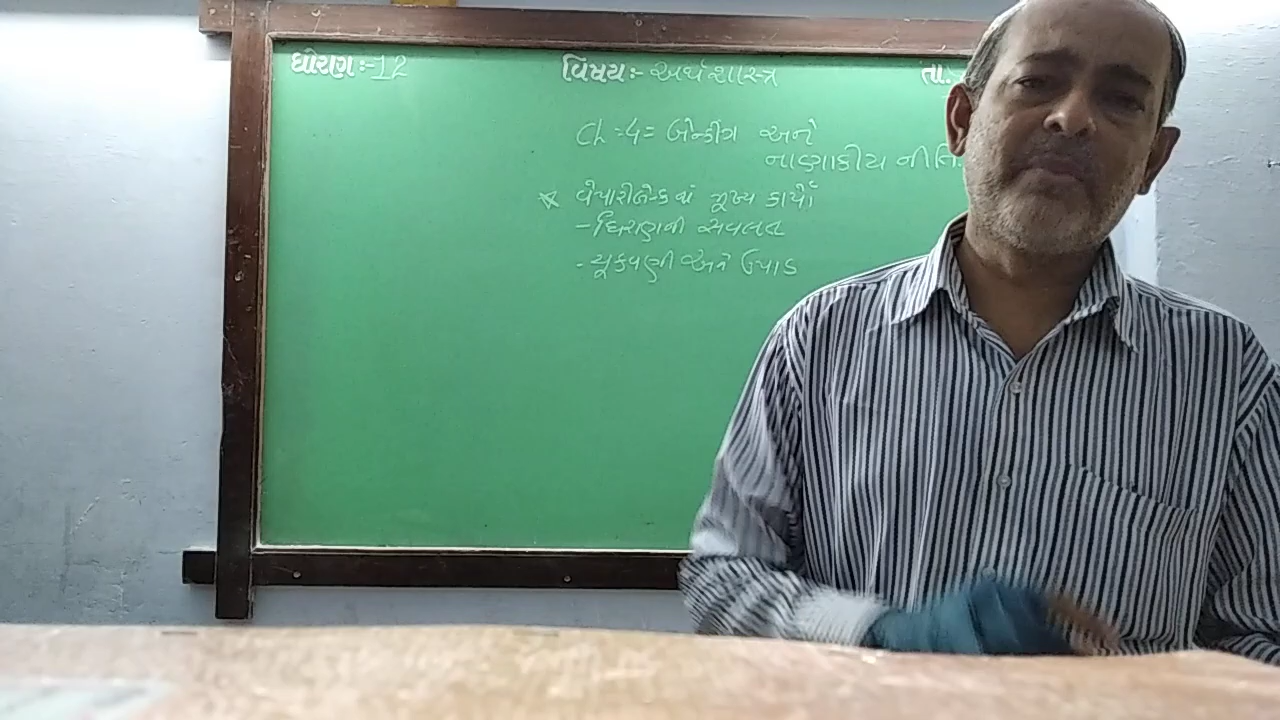 ધોરણ:- 12 વિષય:- અર્થશાસ્ત્ર તા.
Ch-4= બેન્કીંગ અને
નાણાકીય નીતિ.
* વેપારીબેન્કનાં મુખ્ય કાર્યો
- ધિરાણની સવલત
- ચૂકવણી અને ઉપાડ